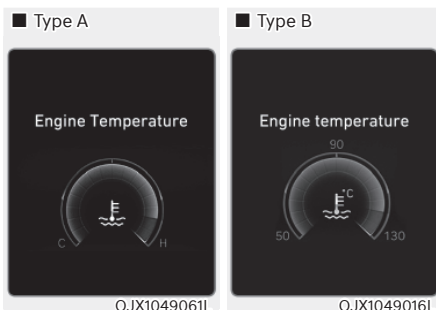 ■ Type A
Engine Temperature
C
H
OJX1049061L
■ Type B
Engine temperature
90
°C
50
130
OJX1049016L